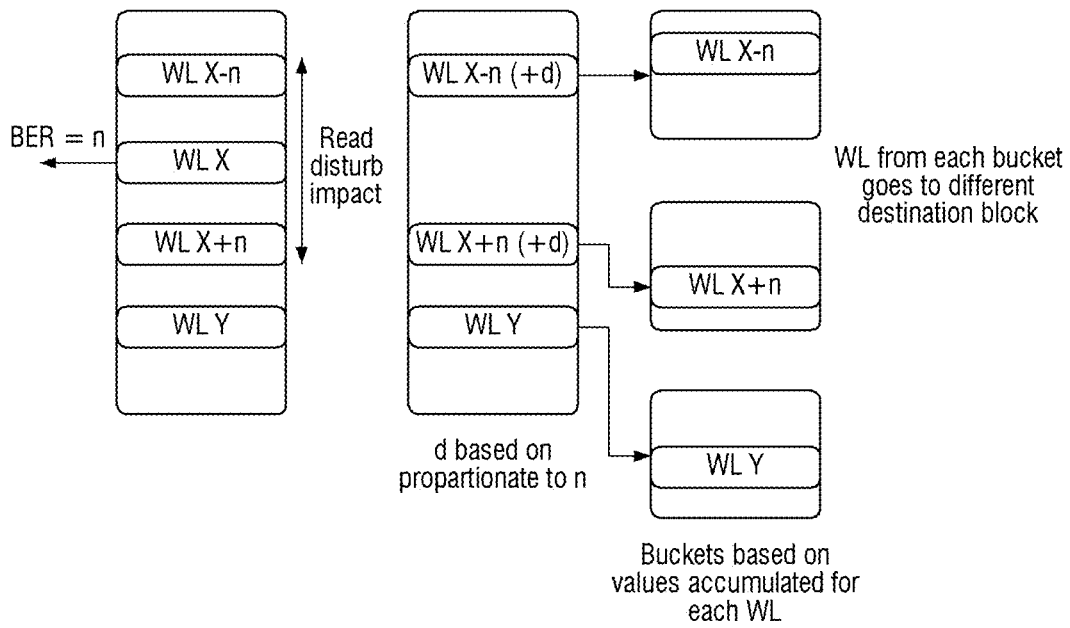 WL X-n
BER = n
WL X
Read
disturb
impact
WL X+n
WL Y
WL X-n (+d)
WL X+n (+d)
WL Y
d based on
propartionate to n
WL X-n
WL X+n
WL Y
WL from each bucket
goes to different
destination block
Buckets based on
values accumulated for
each WL